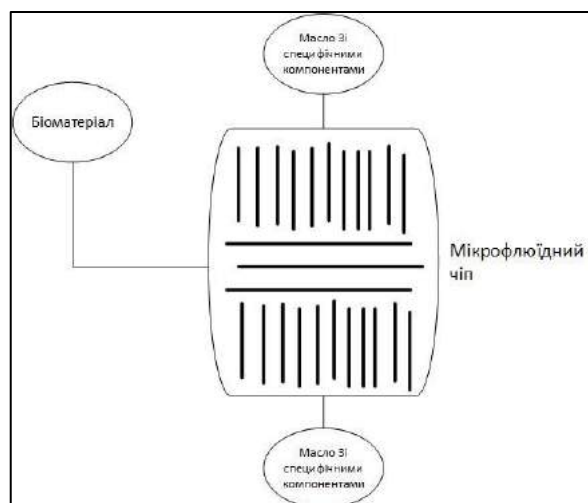 Масло Зі
специфічними
компонентами
Біоматеріал
Мікрофлюїдний
чіп
Масло Зі
специфічними
компонентами